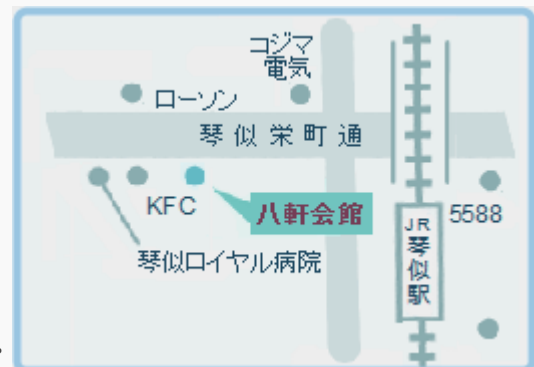 コジマ
電気
ローソン
琴似栄町通
KFC
八軒会館
5588
琴似ロイヤル病院
JR
琴似駅